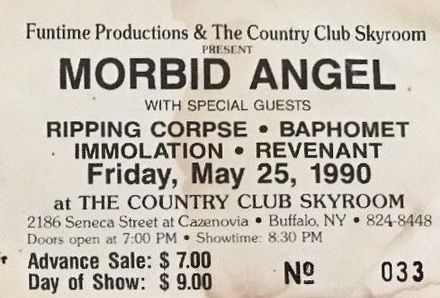 Funtime Productions & The Country Club Skyroom
PRESENT
MORBID ANGEL
WITH SPECIAL GUESTS
RIPPING CORPSE • BAPHOMET
IMMOLATION • REVENANT
Friday, May 25, 1990
at THE COUNTRY CLUB SKYROOM
2186 Seneca Street at Cazenovia • Buffalo, NY • 824-8448
Doors open at 7:00 PM • Showtime: 8:30 PM
Advance Sale: $ 7.00
Day of Show: $ 9.00
Nº 033